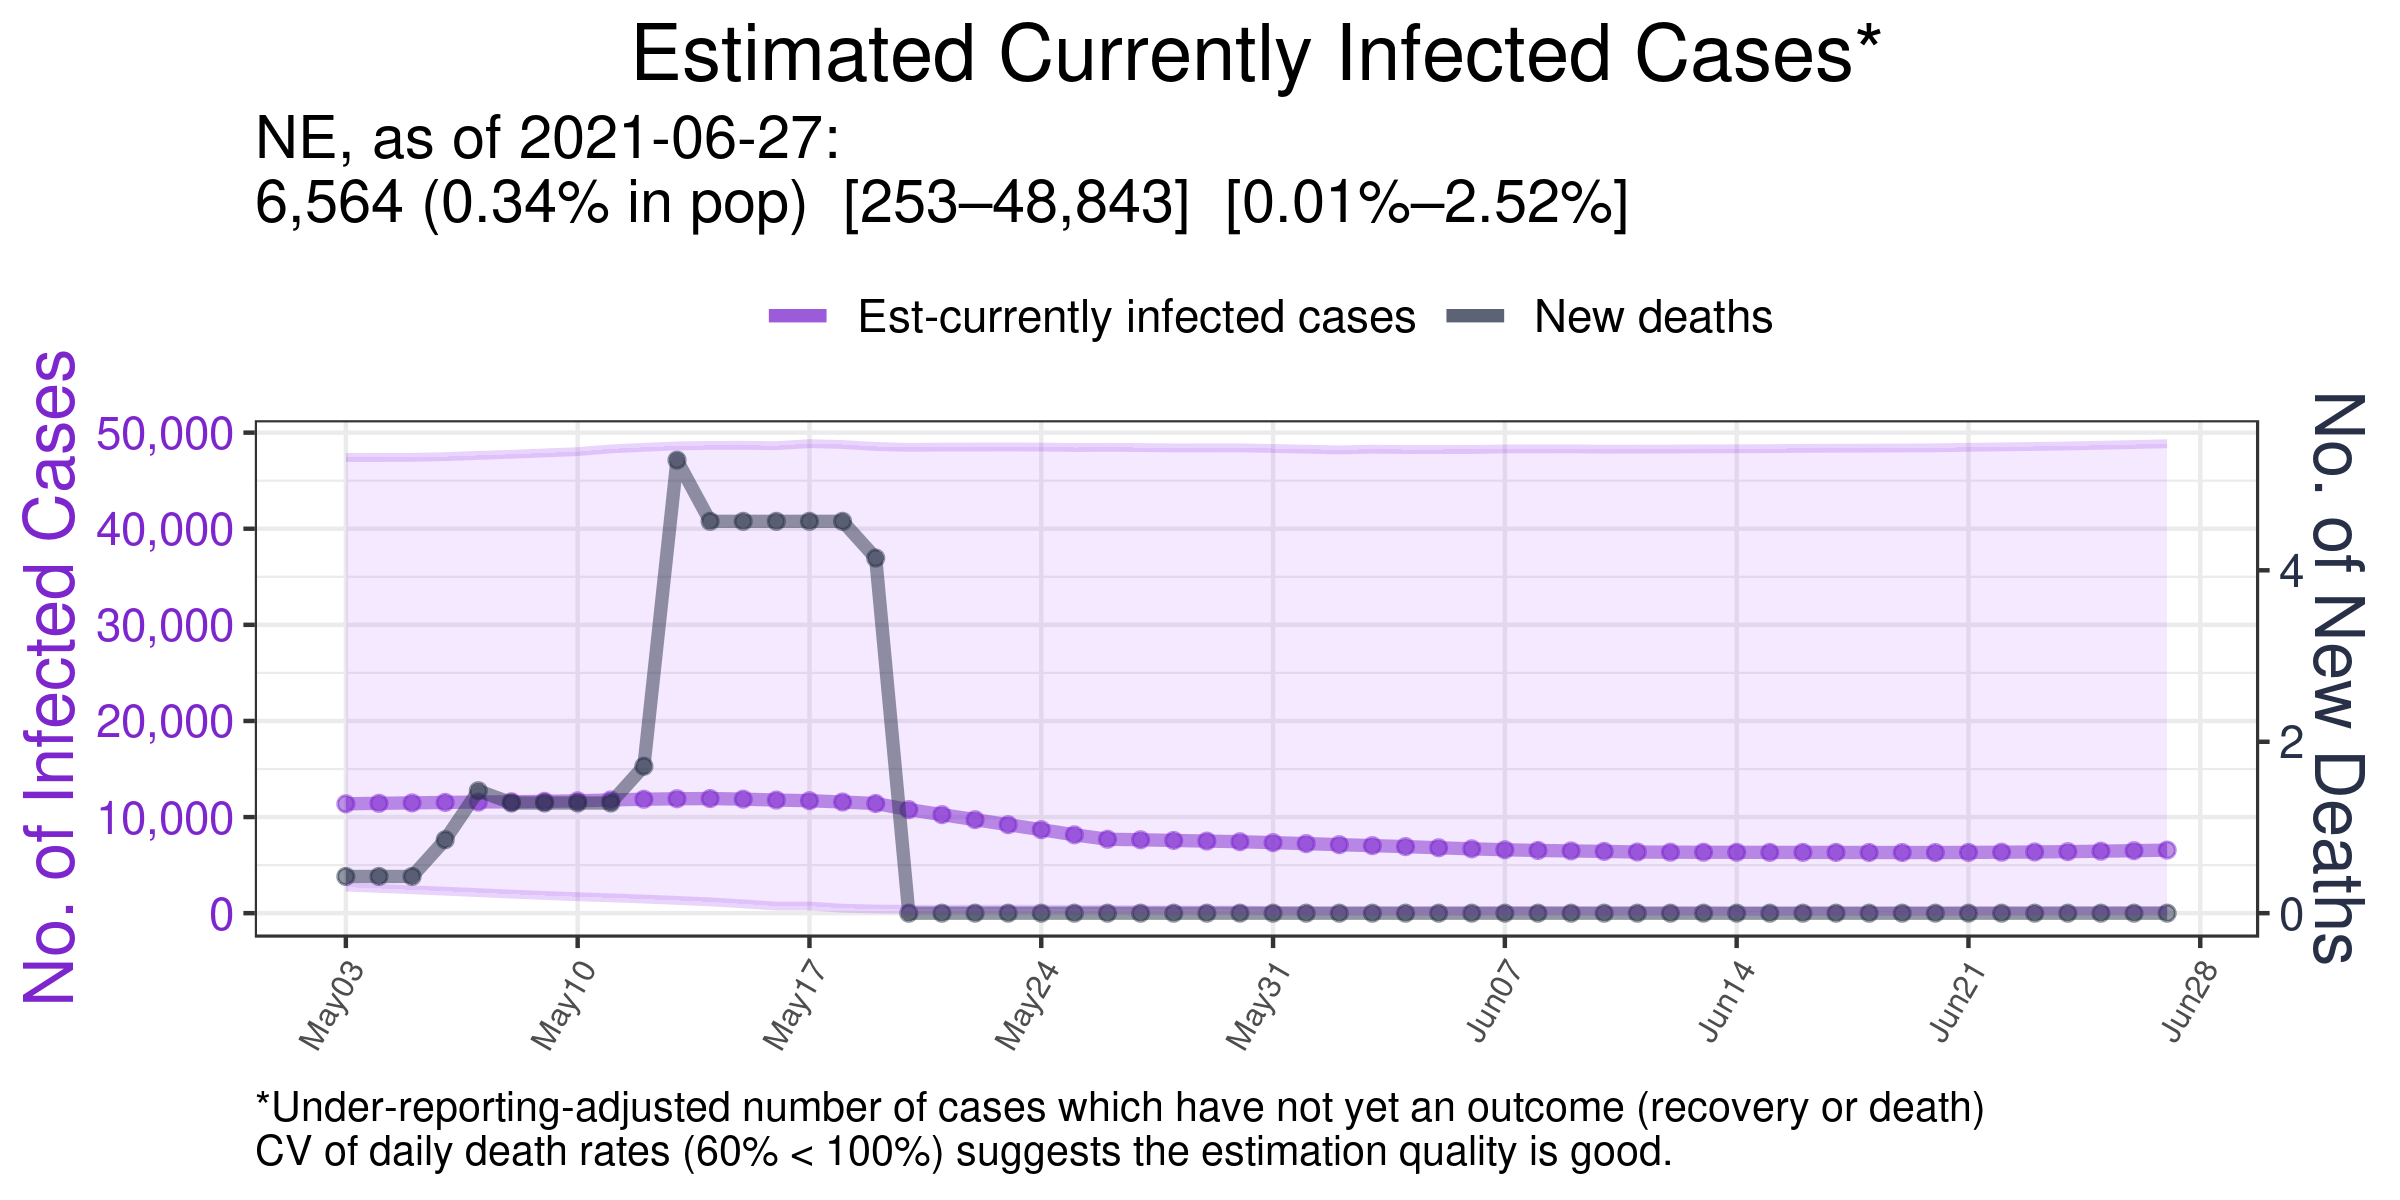 Estimated Currently Infected Cases*
NE, as of 2021-06-27:
6,564 (0.34% in pop)  [253–48,843]  [0.01%–2.52%]
Est-currently infected cases
New deaths
No. of Infected Cases
50,000
40,000
30,000
20,000
10,000
0
No. of New Deaths
4
2
0
May03
May10
May17
May24
May31
Jun07
Jun14
Jun21
Jun28
*Under-reporting-adjusted number of cases which have not yet an outcome (recovery or death)
CV of daily death rates (60% < 100%) suggests the estimation quality is good.